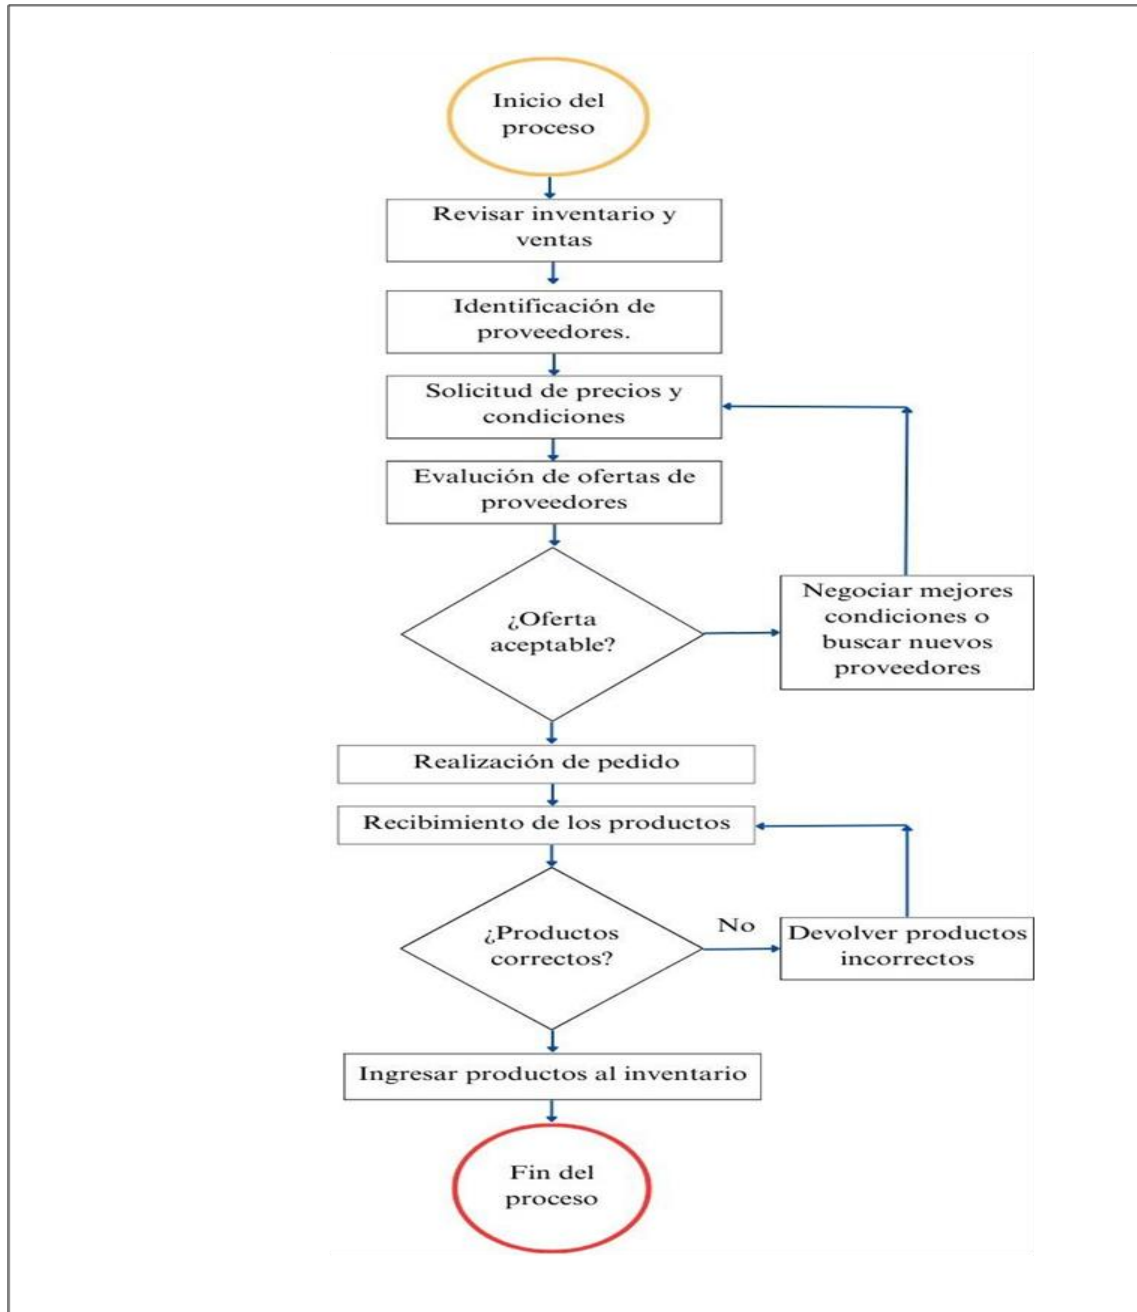 Inicio del
proceso
Revisar inventario y
ventas
Identificación de
proveedores.
Solicitud de precios y
condiciones
Evalución de ofertas de
proveedores
¿Oferta
aceptable?
Negociar mejores
condiciones o
buscar nuevos
proveedores
Realización de pedido
Recibimiento de los productos
¿Productos
correctos?
No
Devolver productos
incorrectos
Ingresar productos al inventario
Fin del
proceso